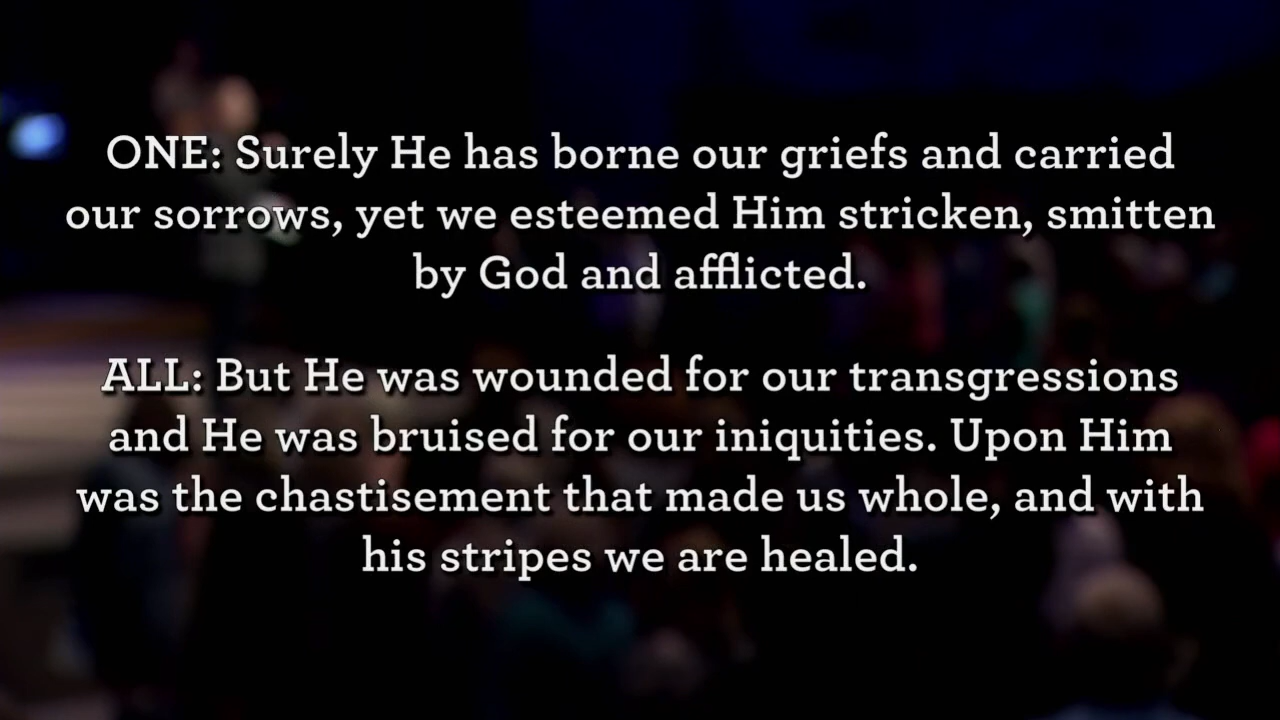 ONE: Surely He has borne our griefs and carried
our sorrows, yet we esteemed Him stricken, smitten
by God and afflicted.
ALL: But He was wounded for our transgressions
and He was bruised for our iniquities. Upon Him
was the chastisement that made us whole, and with
his stripes we are healed.